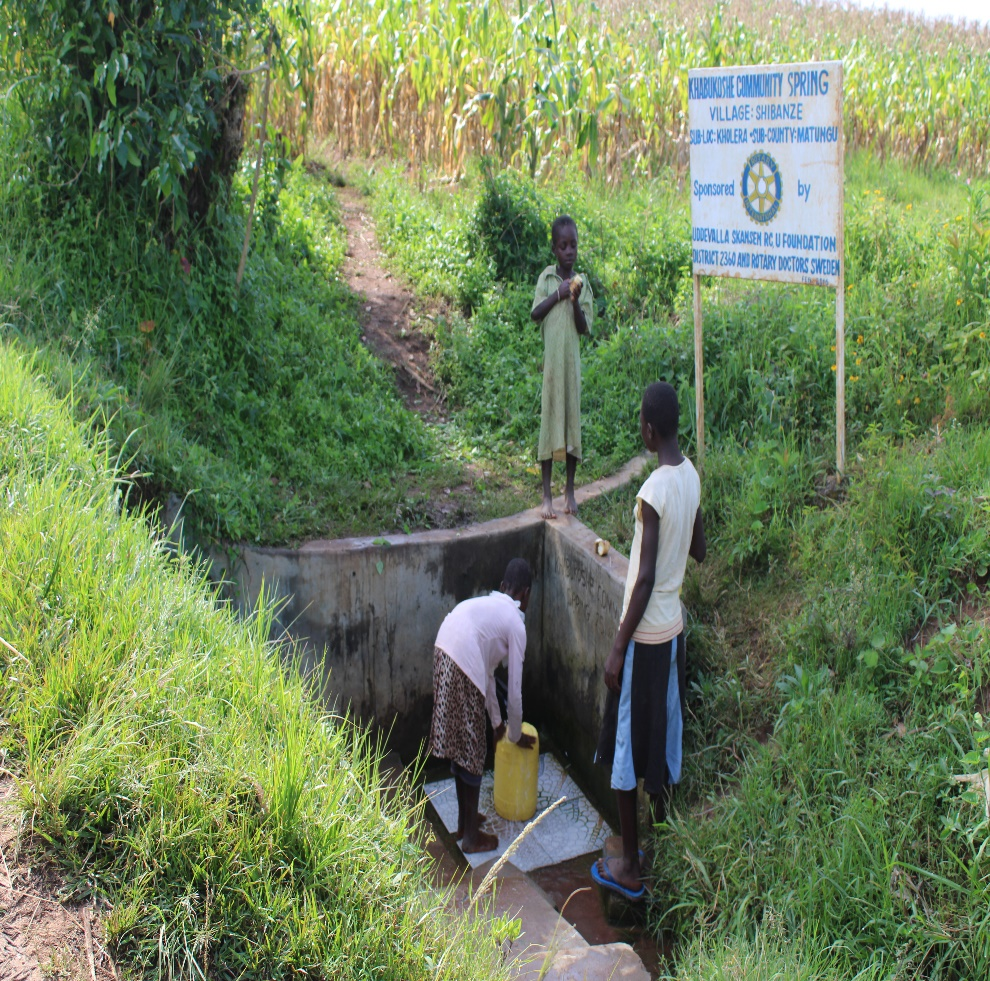 KHABUKOSHE COMMUNITY SPRING
VILLAGE: SHIBANZE
SUB-LOC: KHOLERA • SUB-COUNTY: MATUNGU
Sponsored by
UDDEVALLA SKANSEN RC, U FOUNDATION
DISTRICT 2360 AND ROTARY DOCTORS SWEDEN